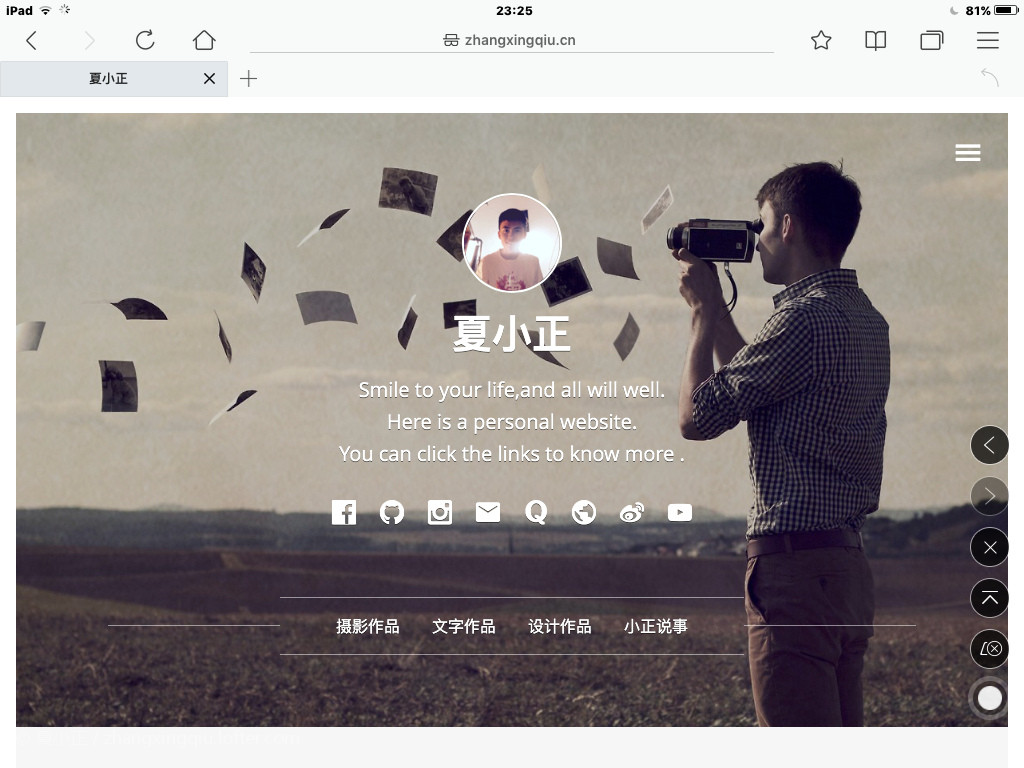 iPad 23:25 81%
zhangxingqiu.cn
夏小正
夏小正
Smile to your life,and all will well.
Here is a personal website.
You can click the links to know more .
摄影作品 文字作品 设计作品 小正说事